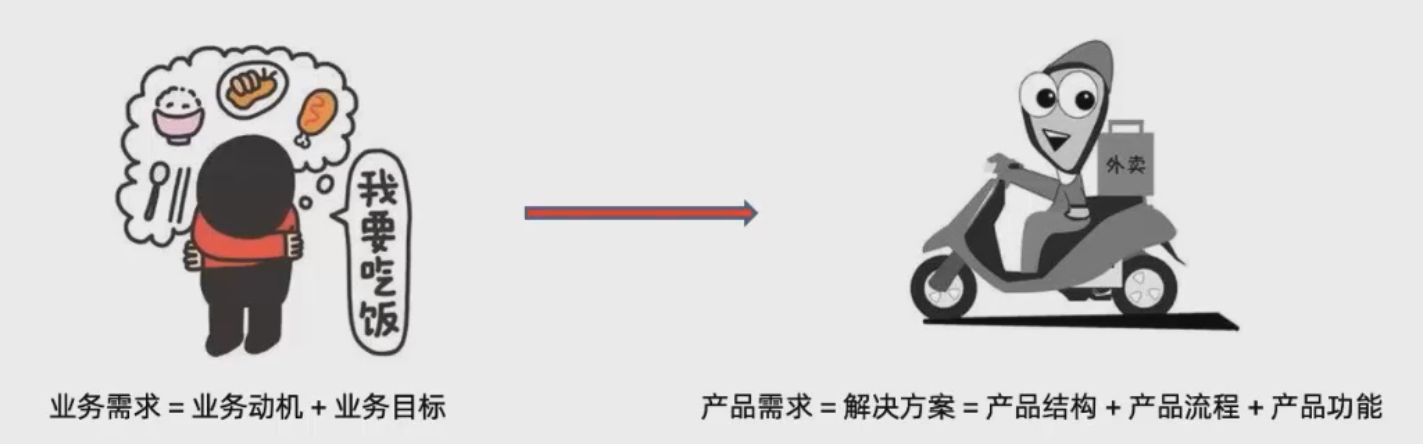 我要吃饭
外卖
业务需求 = 业务动机 + 业务目标
产品需求 = 解决方案 = 产品结构 + 产品流程 + 产品功能